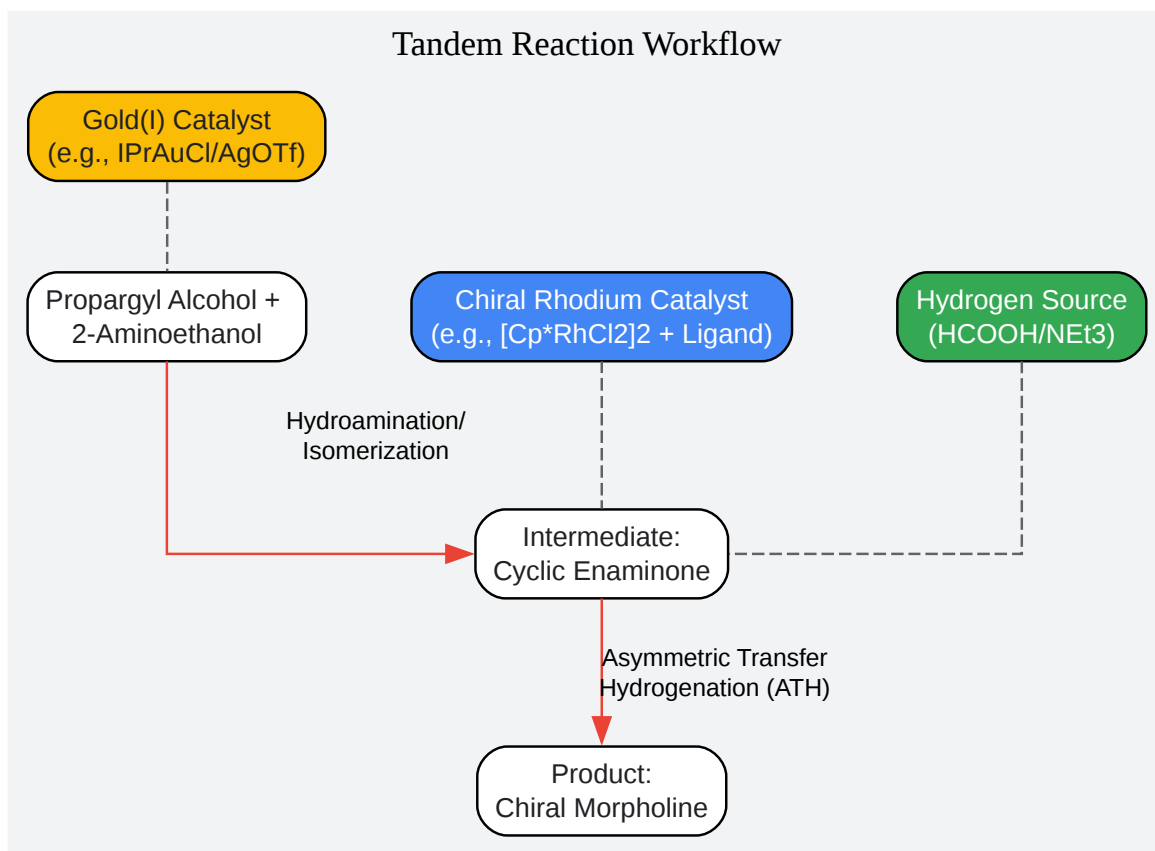 Tandem Reaction Workflow
Gold(I) Catalyst
(e.g., IPrAuCl/AgOTf)
Propargyl Alcohol +
2-Aminoethanol
Chiral Rhodium Catalyst
(e.g., [Cp*RhCl2]2 + Ligand)
Hydrogen Source
(HCOOH/NEt3)
Hydroamination/
Isomerization
Intermediate:
Cyclic Enaminone
Asymmetric Transfer
Hydrogenation (ATH)
Product:
Chiral Morpholine